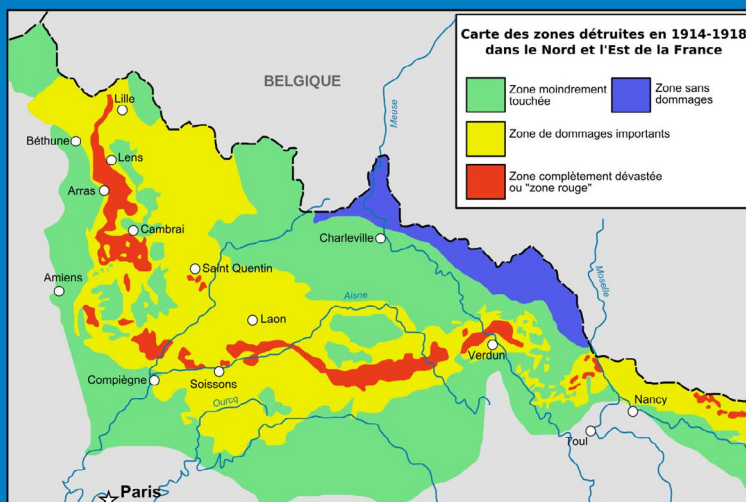 Carte des zones détruites en 1914-1918
dans le Nord et l'Est de la France
Zone moindrement
touchée
Zone sans
dommages
Zone de dommages importants
Zone complètement dévastée
ou "zone rouge"
BELGIQUE
Meuse
Lille
Béthune
Lens
Arras
Cambrai
Charleville
Moselle
Saint Quentin
Amiens
Aisne
Laon
Verdun
Compiègne
Soissons
Ourcq
Nancy
Toul
Paris